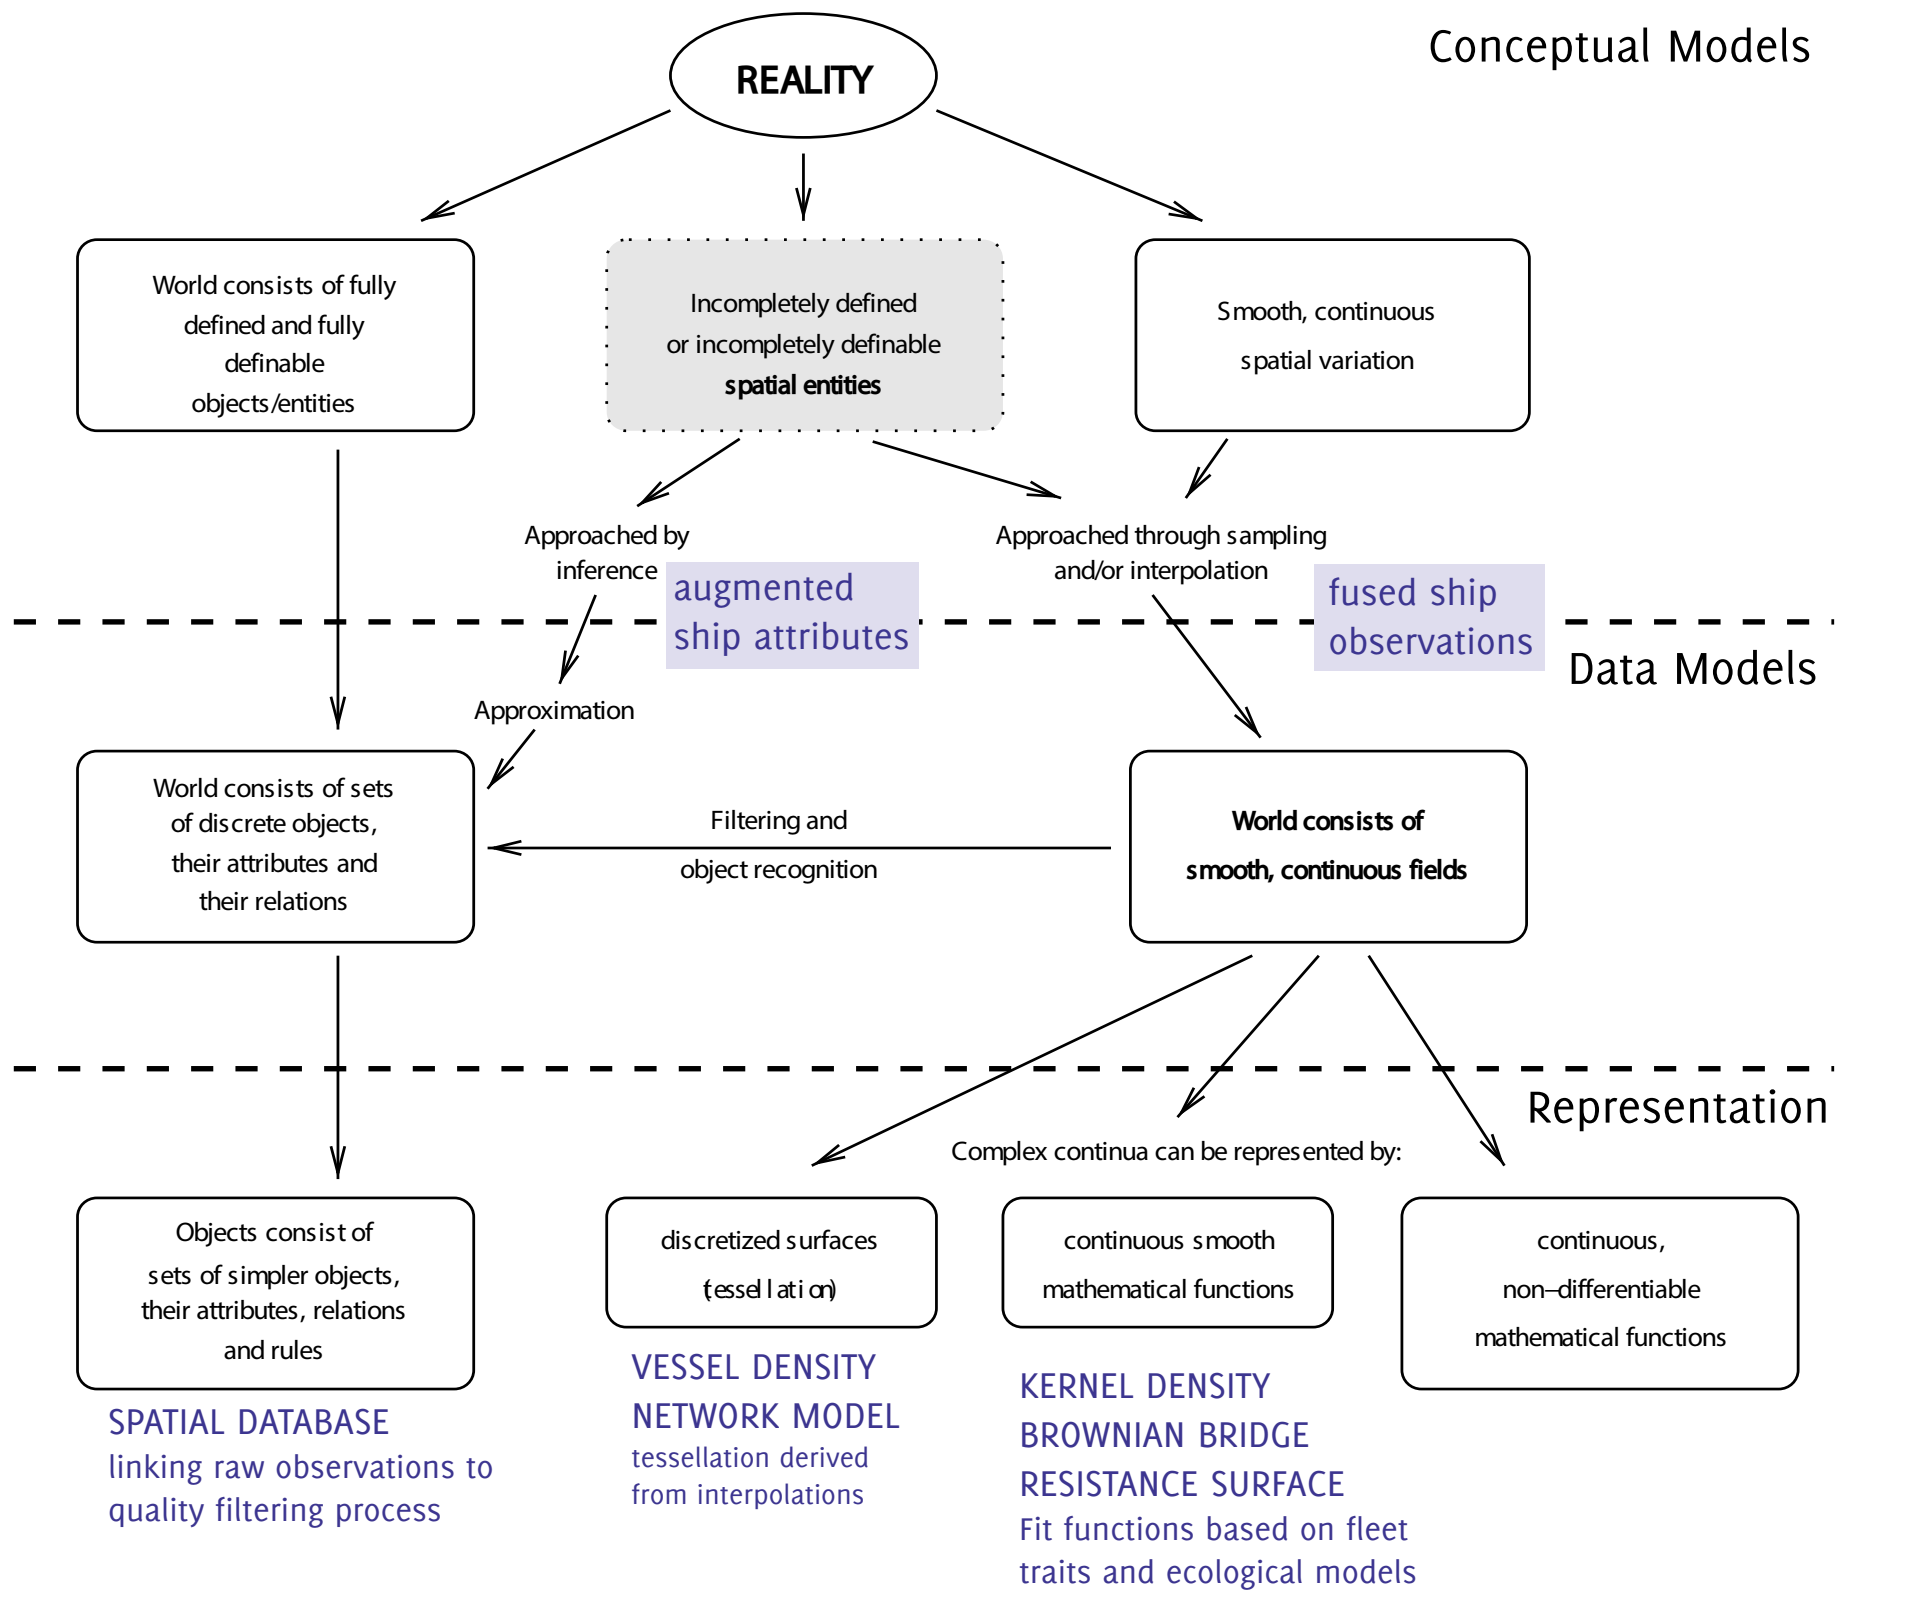 Conceptual Models
REALITY
World consists of fully
defined and fully
definable
objects/entities
Incompletely defined
or incompletely definable
spatial entities
Smooth, continuous
spatial variation
Approached by
inference
augmented
ship attributes
Approached through sampling
and/or interpolation
fused ship
observations
Data Models
Approximation
World consists of sets
of discrete objects,
their attributes and
their relations
Filtering and
object recognition
World consists of
smooth, continuous fields
Representation
Complex continua can be represented by:
Objects consist of
sets of simpler objects,
their attributes, relations
and rules
discretized surfaces
(tessellation)
continuous smooth
mathematical functions
continuous,
non–differentiable
mathematical functions
SPATIAL DATABASE
linking raw observations to
quality filtering process
VESSEL DENSITY
NETWORK MODEL
tessellation derived
from interpolations
KERNEL DENSITY
BROWNIAN BRIDGE
RESISTANCE SURFACE
Fit functions based on fleet
traits and ecological models